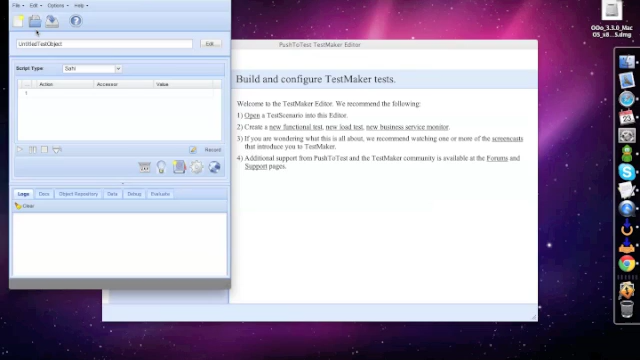 File Edit Options Help
UntitledTestObject Edit...
Script Type: Sahi
Action Accessor Value
1
Record
Logs Docs Object Repository Data Debug Evaluate
Clear
PushToTest TestMaker Editor
Build and configure TestMaker tests.
Welcome to the TestMaker Editor. We recommend the following:
1) Open a TestScenario into this Editor.
2) Create a new functional test, new load test, new business service monitor.
3) If you are wondering what this is all about, we recommend watching one or more of the screencasts
that introduce you to TestMaker.
4) Additional support from PushToTest and the TestMaker community is available at the Forums and
Support pages.
OOo_3.3.0_Mac
23